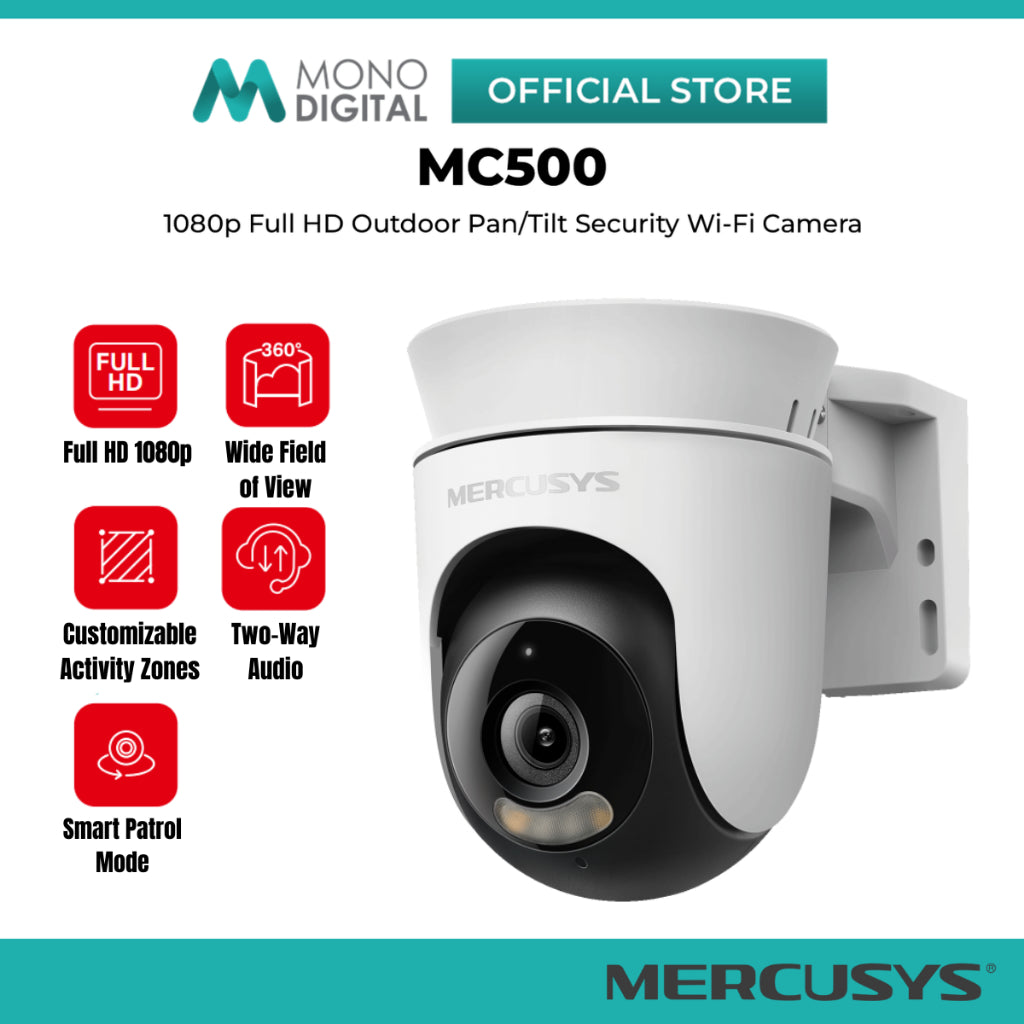 MONO
DIGITAL
OFFICIAL STORE
MC500
1080p Full HD Outdoor Pan/Tilt Security Wi-Fi Camera
FULL
HD
360°
Full HD 1080p
Wide Field
of View
MERCUSYS
Customizable
Activity Zones
Two-Way
Audio
Smart Patrol
Mode
MERCUSYS®